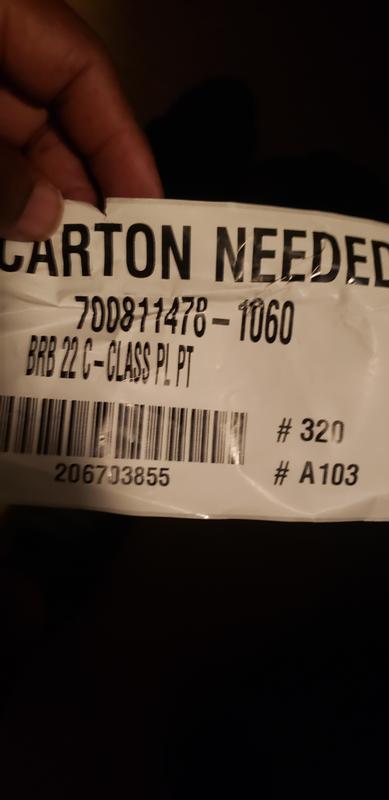 CARTON NEEDED
700811478-1060
BRB 22 C-CLASS PL PT
# 320
206703855
# A103